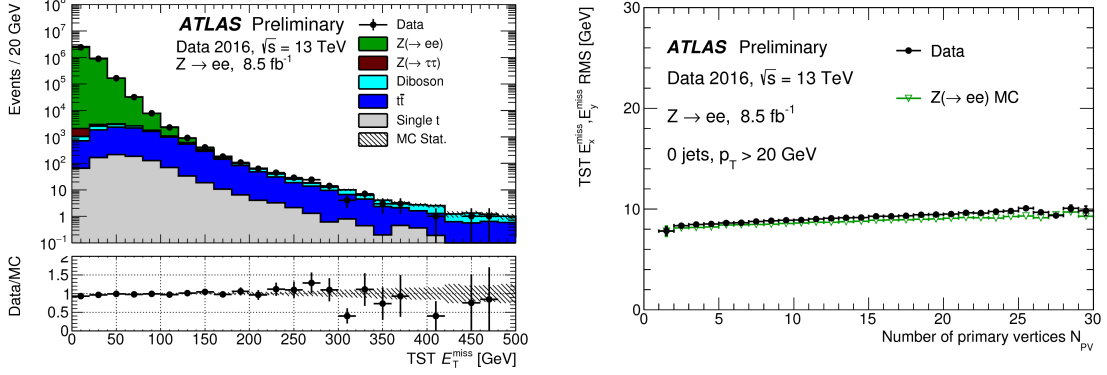 ATLAS Preliminary
Data 2016, √s = 13 TeV
Z → ee, 8.5 fb⁻¹
Data
Z(→ ee)
Z(→ ττ)
Diboson
tt̄
Single t
MC Stat.
Events / 20 GeV
10⁸
10⁷
10⁶
10⁵
10⁴
10³
10²
10
1
10⁻¹
Data/MC
2
1.5
1
0.5
0
0 50 100 150 200 250 300 350 400 450 500
TST E_T^miss [GeV]
ATLAS Preliminary
Data 2016, √s = 13 TeV
Z → ee, 8.5 fb⁻¹
0 jets, p_T > 20 GeV
Data
Z(→ ee) MC
TST E_x^miss, E_y^miss RMS [GeV]
30
20
10
0
0 5 10 15 20 25 30
Number of primary vertices N_PV